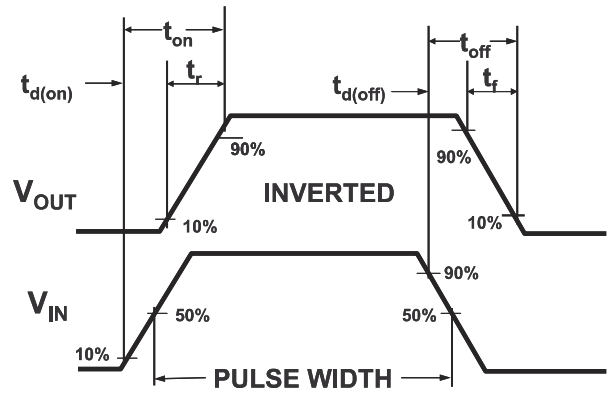 t_on
t_off
t_d(on)
t_r
t_d(off)
t_f
90%
90%
V_OUT
INVERTED
10%
10%
90%
V_IN
50%
50%
10%
PULSE WIDTH